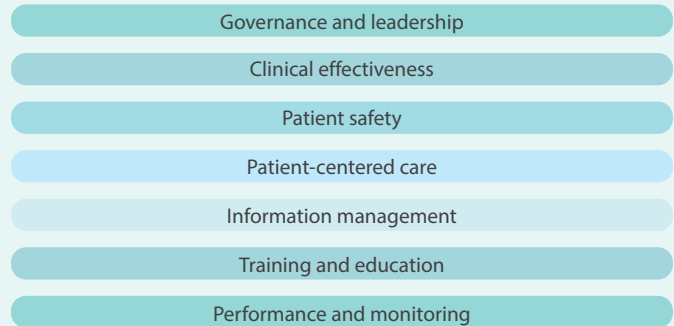 Governance and leadership
Clinical effectiveness
Patient safety
Patient-centered care
Information management
Training and education
Performance and monitoring